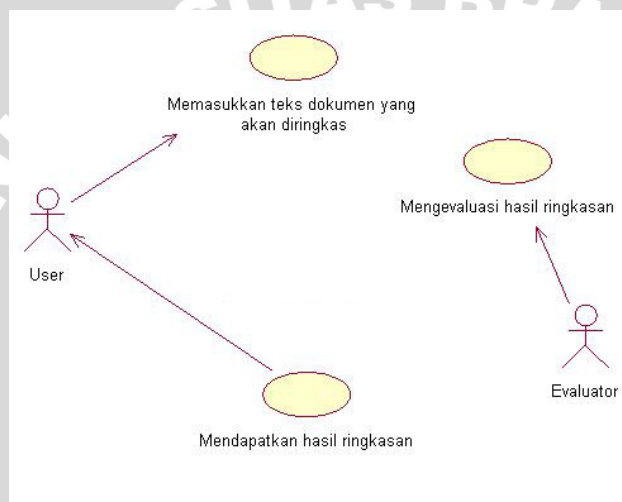 Memasukkan teks dokumen yang
akan diringkas
Mengevaluasi hasil ringkasan
User
Evaluator
Mendapatkan hasil ringkasan